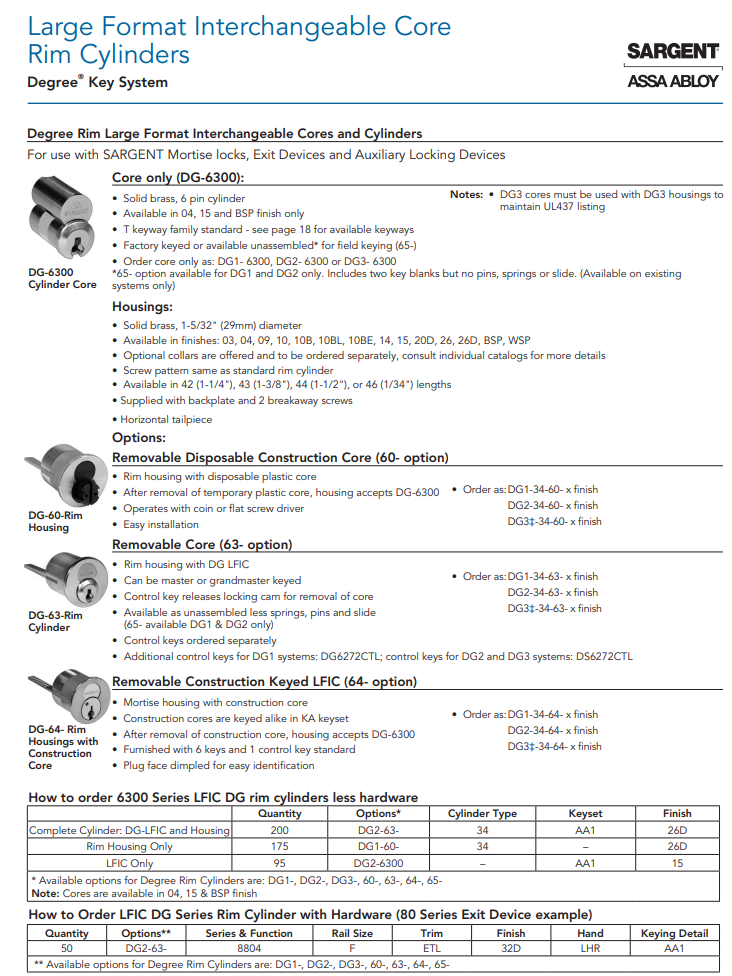 Large Format Interchangeable Core
Rim Cylinders
Degree® Key System
SARGENT
ASSA ABLOY
Degree Rim Large Format Interchangeable Cores and Cylinders
For use with SARGENT Mortise locks, Exit Devices and Auxiliary Locking Devices
Core only (DG-6300):
• Solid brass, 6 pin cylinder
• Available in 04, 15 and BSP finish only
• T keyway family standard - see page 18 for available keyways
• Factory keyed or available unassembled* for field keying (65-)
• Order core only as: DG1- 6300, DG2- 6300 or DG3- 6300
*65- option available for DG1 and DG2 only. Includes two key blanks but no pins, springs or slide. (Available on existing
systems only)
Notes: • DG3 cores must be used with DG3 housings to
maintain UL437 listing
SARGENT
DG-6300
Cylinder Core
Housings:
• Solid brass, 1-5/32" (29mm) diameter
• Available in finishes: 03, 04, 09, 10, 10B, 10BL, 10BE, 14, 15, 20D, 26, 26D, BSP, WSP
• Optional collars are offered and to be ordered separately, consult individual catalogs for more details
• Screw pattern same as standard rim cylinder
• Available in 42 (1-1/4"), 43 (1-3/8"), 44 (1-1/2"), or 46 (1/34") lengths
• Supplied with backplate and 2 breakaway screws
• Horizontal tailpiece
Options:
Removable Disposable Construction Core (60- option)
• Rim housing with disposable plastic core
• After removal of temporary plastic core, housing accepts DG-6300
• Operates with coin or flat screw driver
• Easy installation
• Order as: DG1-34-60- x finish
DG2-34-60- x finish
DG3‡-34-60- x finish
DG-60-Rim
Housing
Removable Core (63- option)
• Rim housing with DG LFIC
• Can be master or grandmaster keyed
• Control key releases locking cam for removal of core
• Available as unassembled less springs, pins and slide
(65- available DG1 & DG2 only)
• Control keys ordered separately
• Additional control keys for DG1 systems: DG6272CTL; control keys for DG2 and DG3 systems: DS6272CTL
• Order as: DG1-34-63- x finish
DG2-34-63- x finish
DG3‡-34-63- x finish
DG-63-Rim
Cylinder
Removable Construction Keyed LFIC (64- option)
• Mortise housing with construction core
• Construction cores are keyed alike in KA keyset
• After removal of construction core, housing accepts DG-6300
• Furnished with 6 keys and 1 control key standard
• Plug face dimpled for easy identification
• Order as: DG1-34-64- x finish
DG2-34-64- x finish
DG3‡-34-64- x finish
DG-64- Rim
Housings with
Construction
Core
How to order 6300 Series LFIC DG rim cylinders less hardware
Quantity Options* Cylinder Type Keyset Finish
Complete Cylinder: DG-LFIC and Housing 200 DG2-63- 34 AA1 26D
Rim Housing Only 175 DG1-60- 34 – 26D
LFIC Only 95 DG2-6300 – AA1 15
* Available options for Degree Rim Cylinders are: DG1-, DG2-, DG3-, 60-, 63-, 64-, 65-
Note: Cores are available in 04, 15 & BSP finish
How to Order LFIC DG Series Rim Cylinder with Hardware (80 Series Exit Device example)
Quantity Options** Series & Function Rail Size Trim Finish Hand Keying Detail
50 DG2-63- 8804 F ETL 32D LHR AA1
** Available options for Degree Rim Cylinders are: DG1-, DG2-, DG3-, 60-, 63-, 64-, 65-